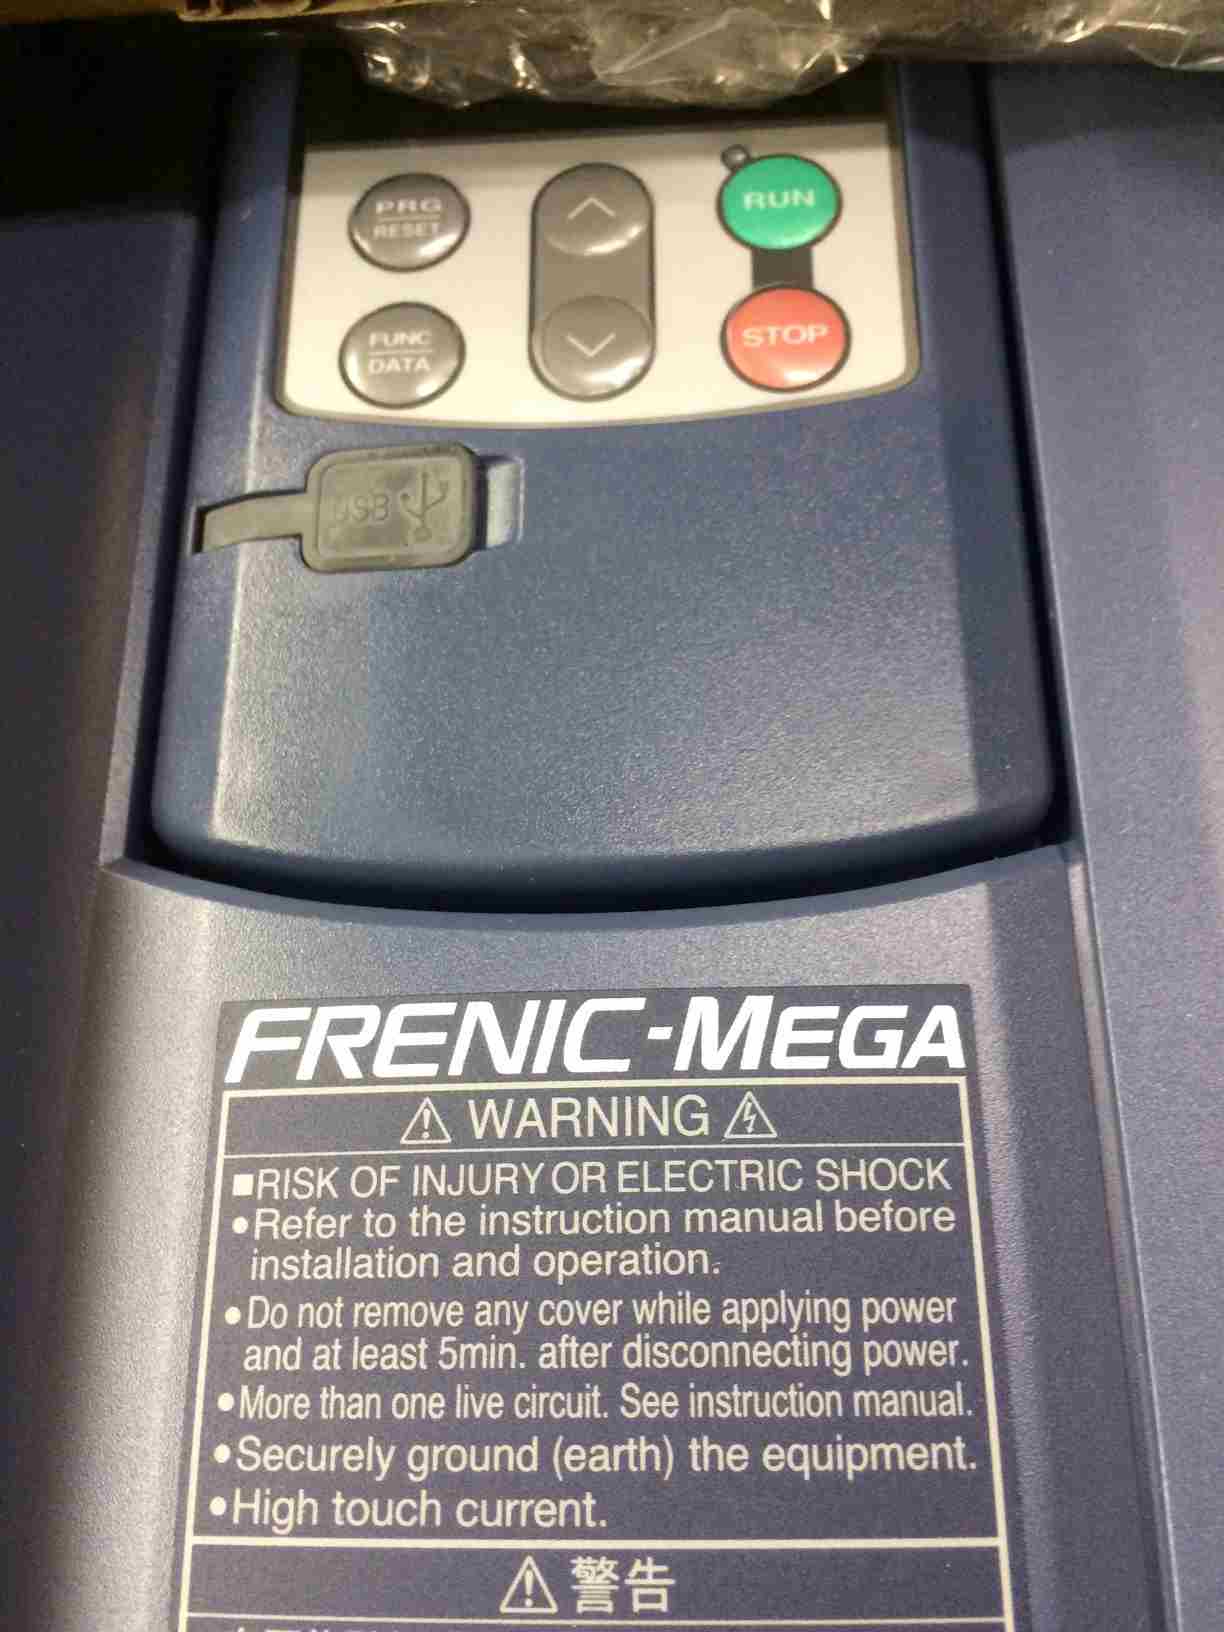 PRG
RESET
RUN
FUNC
DATA
STOP
USB
FRENIC-MEGA
WARNING
■RISK OF INJURY OR ELECTRIC SHOCK
●Refer to the instruction manual before
installation and operation.
●Do not remove any cover while applying power
and at least 5min. after disconnecting power.
●More than one live circuit. See instruction manual.
●Securely ground (earth) the equipment.
●High touch current.
警告